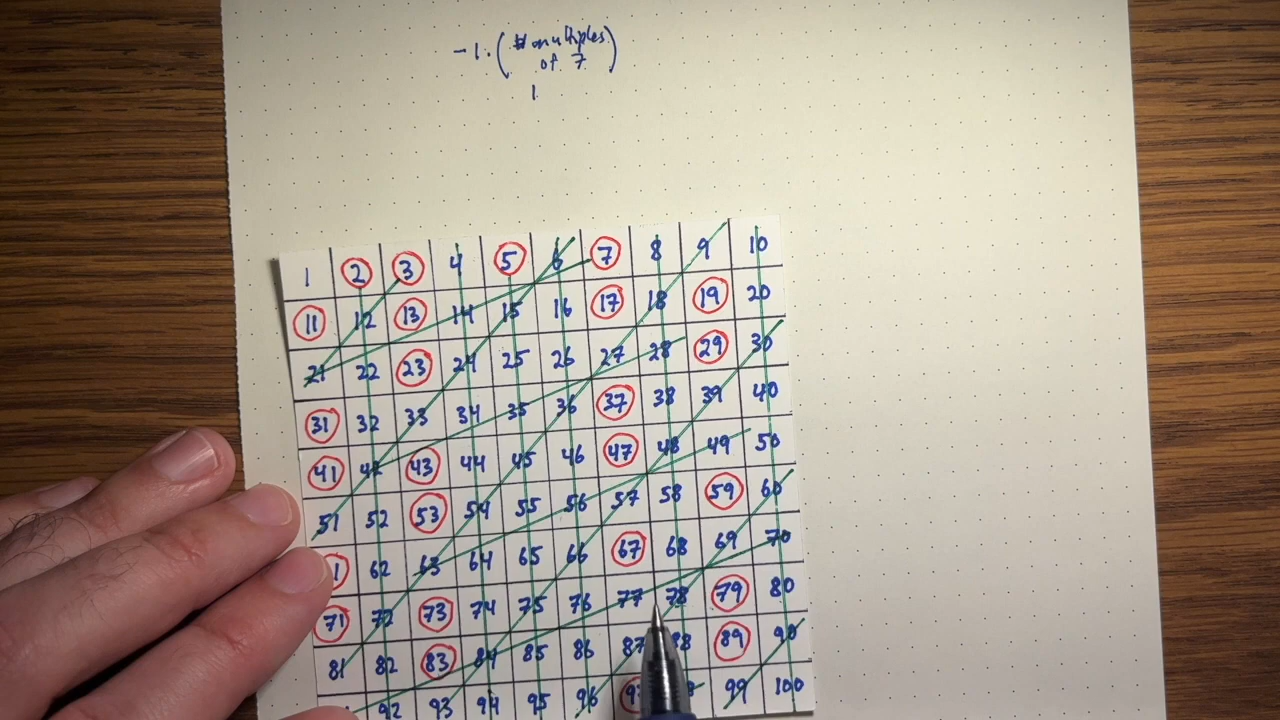 -1·(# multiples
of 7)
1
1 2 3 4 5 6 7 8 9 10
11 12 13 14 15 16 17 18 19 20
21 22 23 24 25 26 27 28 29 30
31 32 33 34 35 36 37 38 39 40
41 42 43 44 45 46 47 48 49 50
51 52 53 54 55 56 57 58 59 60
1 62 63 64 65 66 67 68 69 70
71 72 73 74 75 76 77 78 79 80
81 82 83 84 85 86 87 88 89 90
92 93 94 95 96 9 99 100